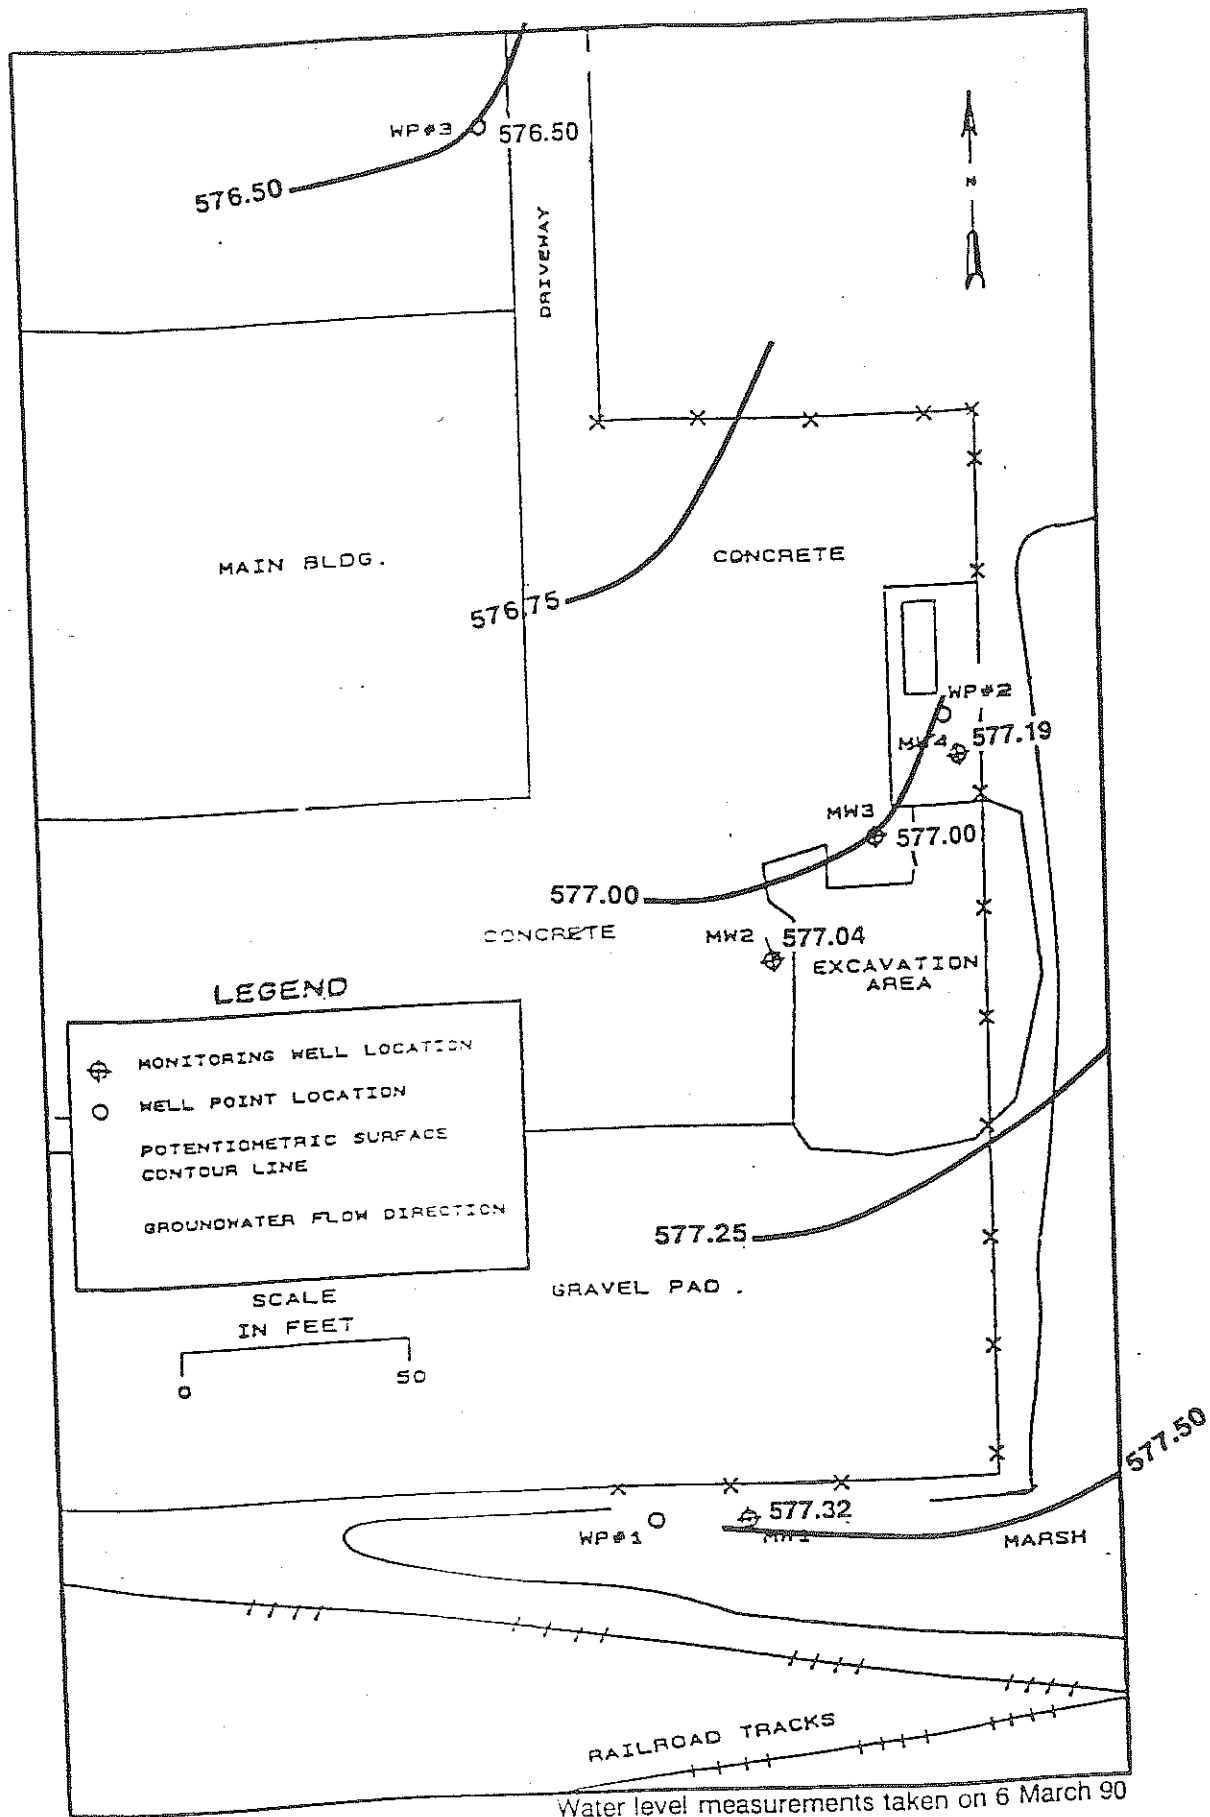 WP#3
576.50
576.50
N
DRIVEWAY
MAIN BLDG.
CONCRETE
576.75
WP#2
MW4
577.19
MW3
577.00
577.00
CONCRETE
MW2
577.04
EXCAVATION
AREA
LEGEND
MONITORING WELL LOCATION
WELL POINT LOCATION
POTENTIOMETRIC SURFACE
CONTOUR LINE
GROUNDWATER FLOW DIRECTION
577.25
GRAVEL PAD .
SCALE
IN FEET
0
50
577.50
577.32
WP#1
MW1
MARSH
RAILROAD TRACKS
Water level measurements taken on 6 March 90